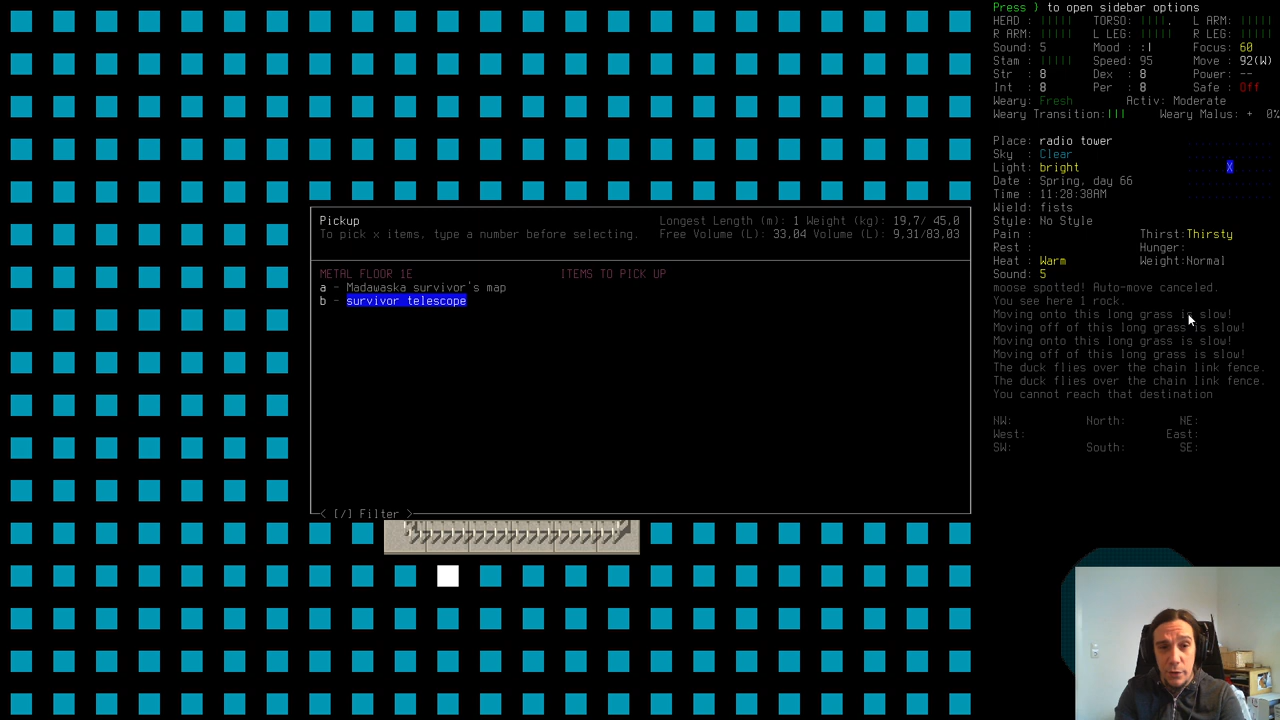 Press } to open sidebar options
HEAD : ||||| TORSO: ||||. L ARM: |||||
R ARM: ||||| L LEG: ||||| R LEG: |||||
Sound: 5 Mood : :| Focus: 60
Stam : ||||| Speed: 95 Move : 92(W)
Str : 8 Dex : 8 Power: --
Int : 8 Per : 8 Safe : Off
Weary: Fresh Activ: Moderate
Weary Transition:||| Weary Malus: + 0%
Place: radio tower
Sky : Clear
Light: bright X
Date : Spring, day 66
Time : 11:28:38AM
Wield: fists
Style: No Style
Pain : Thirst:Thirsty
Rest : Hunger:
Heat : Warm Weight:Normal
Sound: 5
moose spotted! Auto-move canceled.
You see here 1 rock.
Moving onto this long grass is slow!
Moving off of this long grass is slow!
Moving onto this long grass is slow!
Moving off of this long grass is slow!
The duck flies over the chain link fence.
The duck flies over the chain link fence.
You cannot reach that destination
NW: North: NE:
West: East:
SW: South: SE:
Pickup Longest Length (m): 1 Weight (kg): 19.7/ 45.0
To pick x items, type a number before selecting. Free Volume (L): 33.04 Volume (L): 9.31/83.03
METAL FLOOR 1E ITEMS TO PICK UP
a - Madawaska survivor's map
b - survivor telescope
< [/] Filter >